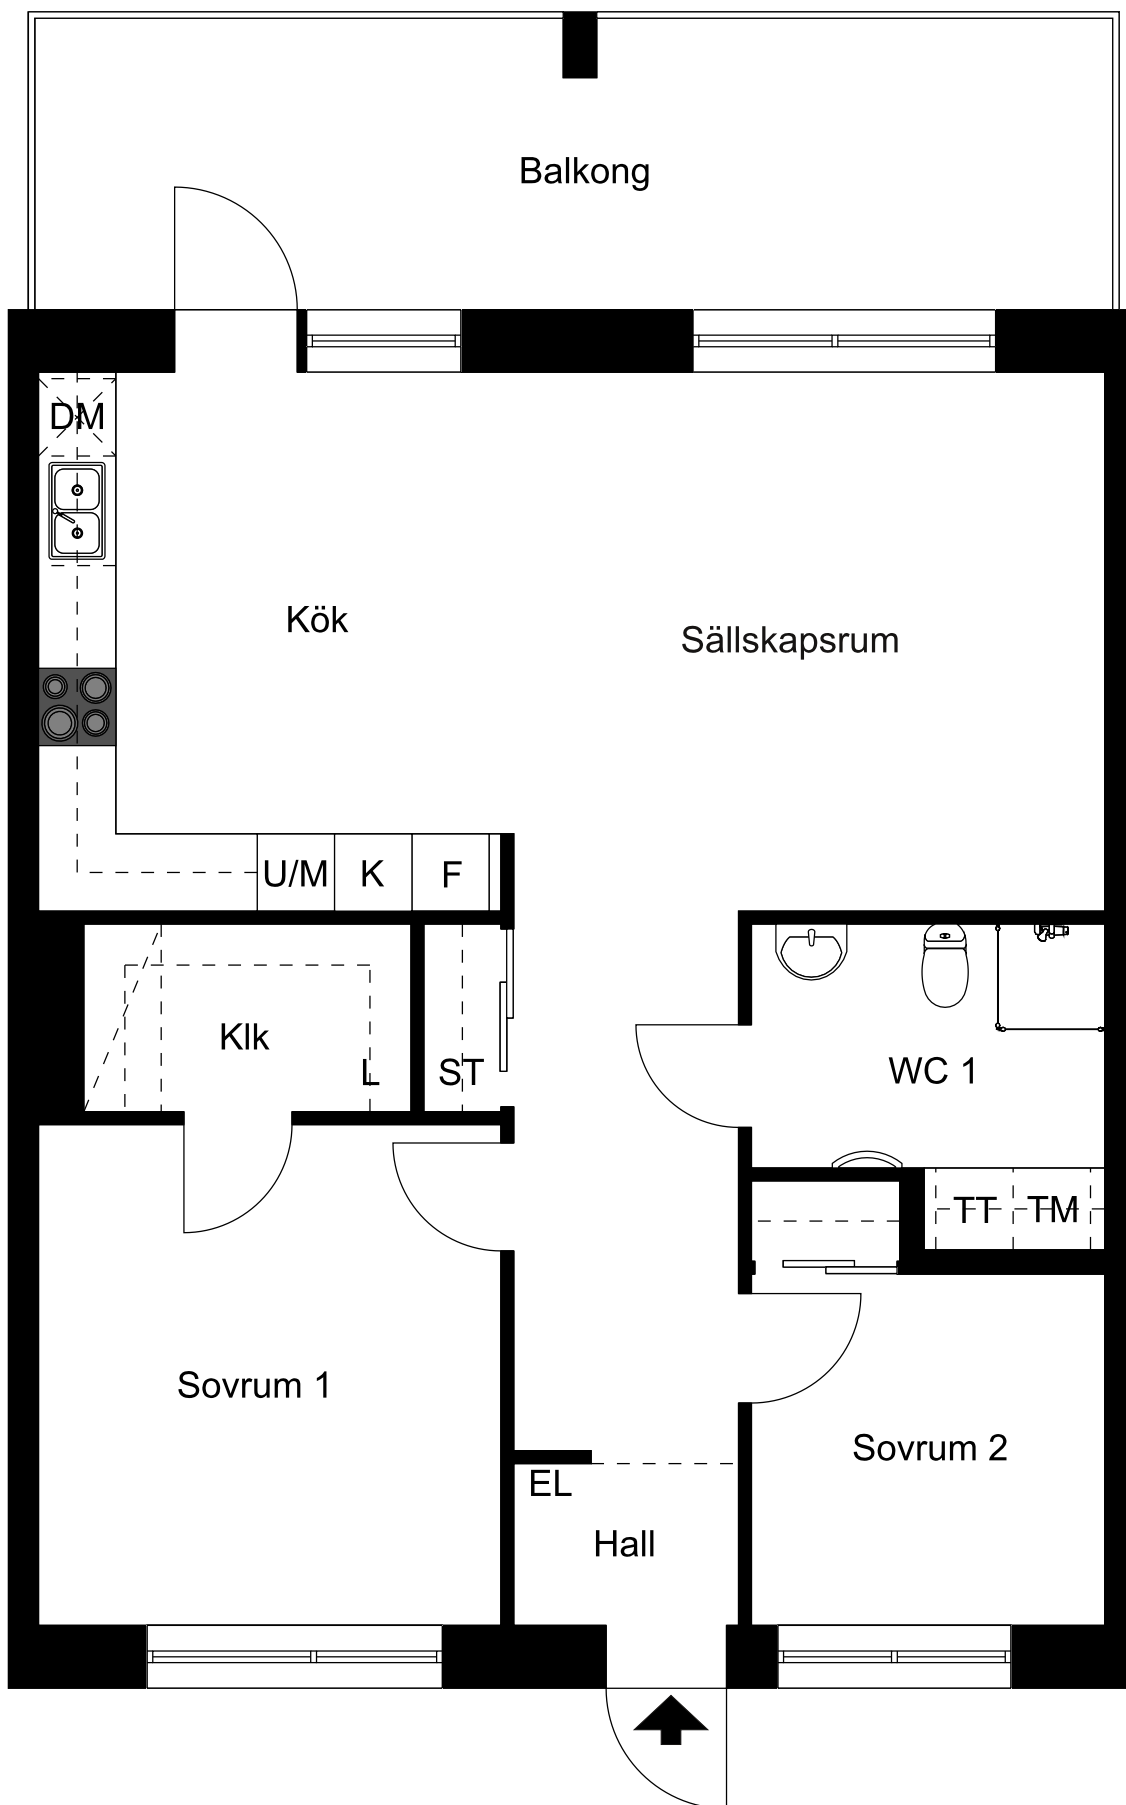 Balkong
DM
Kök
Sällskapsrum
U/M
K
F
Klk
L
ST
WC 1
TT
TM
Sovrum 1
Sovrum 2
EL
Hall